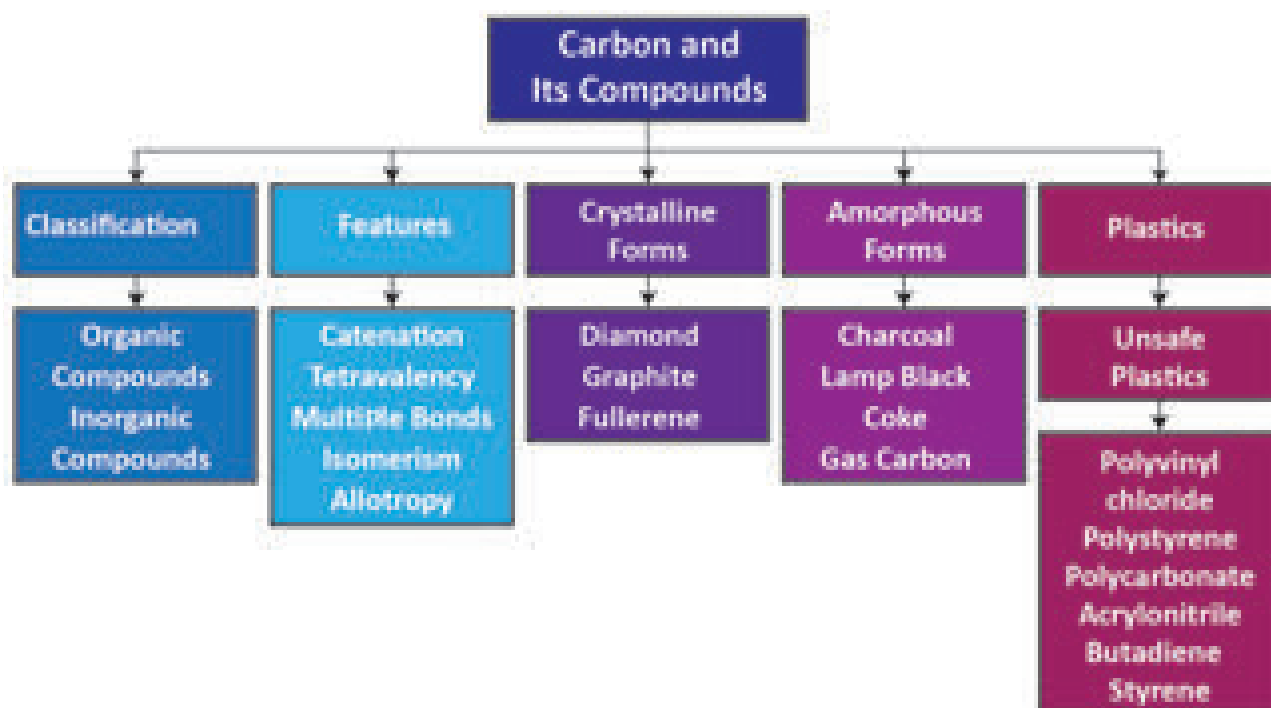 Carbon and
Its Compounds
Classification
Features
Crystalline
Forms
Amorphous
Forms
Plastics
Organic
Compounds
Inorganic
Compounds
Catenation
Tetravalency
Multiple Bonds
Isomerism
Allotropy
Diamond
Graphite
Fullerene
Charcoal
Lamp Black
Coke
Gas Carbon
Unsafe
Plastics
Polyvinyl
chloride
Polystyrene
Polycarbonate
Acrylonitrile
Butadiene
Styrene